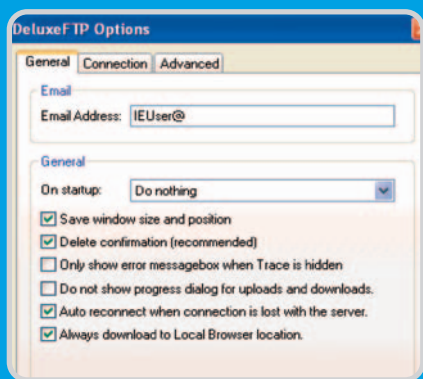 DeluxeFTP Options
General Connection Advanced
Email
Email Address: IEUser@
General
On startup: Do nothing
Save window size and position
Delete confirmation (recommended)
Only show error messagebox when Trace is hidden
Do not show progress dialog for uploads and downloads.
Auto reconnect when connection is lost with the server.
Always download to Local Browser location.